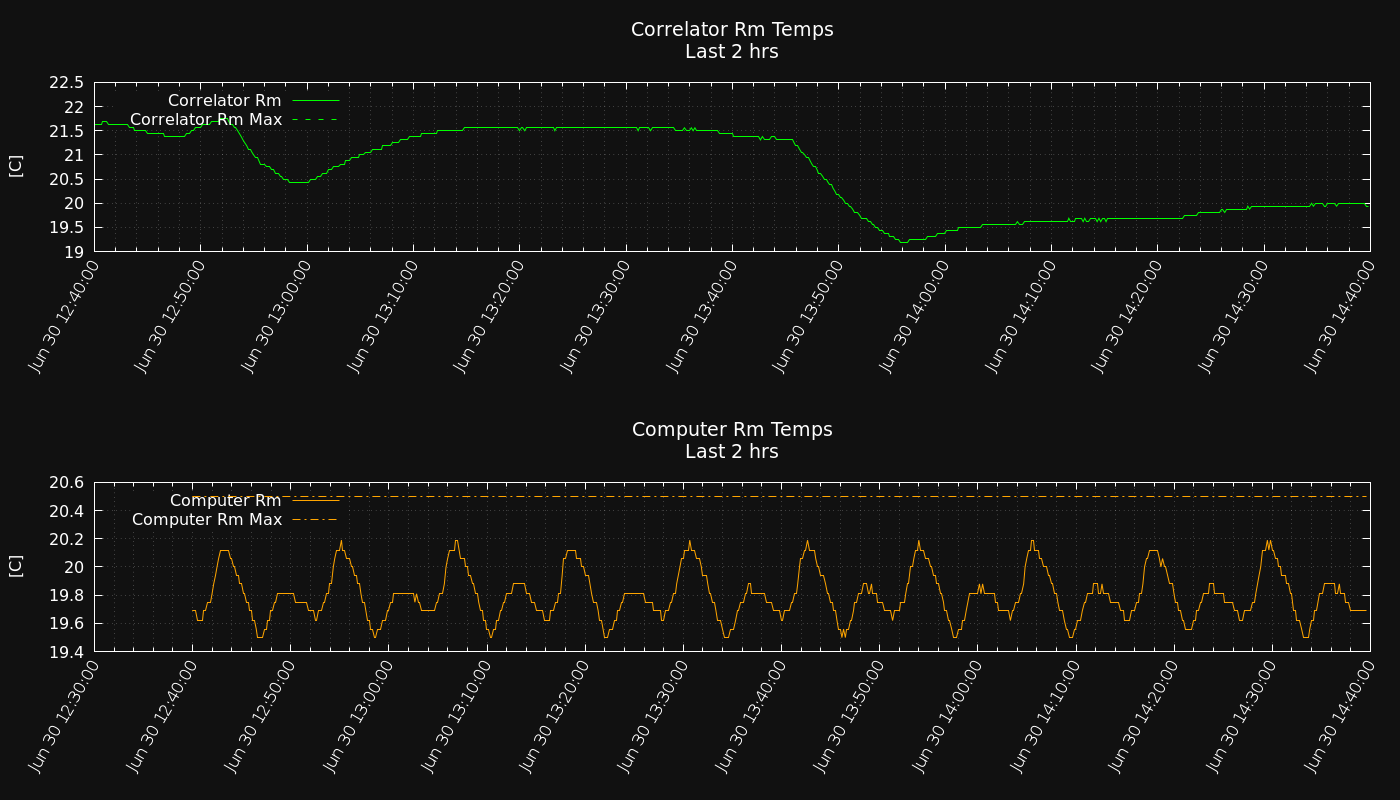 Correlator Rm Temps
Last 2 hrs
22.5
22
21.5
21
20.5
20
19.5
19
[C]
Correlator Rm
Correlator Rm Max
Jun 30 12:40:00
Jun 30 12:50:00
Jun 30 13:00:00
Jun 30 13:10:00
Jun 30 13:20:00
Jun 30 13:30:00
Jun 30 13:40:00
Jun 30 13:50:00
Jun 30 14:00:00
Jun 30 14:10:00
Jun 30 14:20:00
Jun 30 14:30:00
Jun 30 14:40:00
Computer Rm Temps
Last 2 hrs
20.6
20.4
20.2
20
19.8
19.6
19.4
[C]
Computer Rm
Computer Rm Max
Jun 30 12:30:00
Jun 30 12:40:00
Jun 30 12:50:00
Jun 30 13:00:00
Jun 30 13:10:00
Jun 30 13:20:00
Jun 30 13:30:00
Jun 30 13:40:00
Jun 30 13:50:00
Jun 30 14:00:00
Jun 30 14:10:00
Jun 30 14:20:00
Jun 30 14:30:00
Jun 30 14:40:00